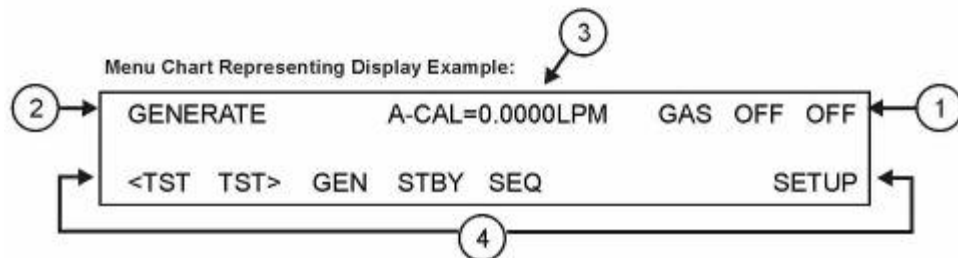 3
Menu Chart Representing Display Example:
2 GENERATE A-CAL=0.0000LPM GAS OFF OFF 1
<TST TST> GEN STBY SEQ SETUP
4